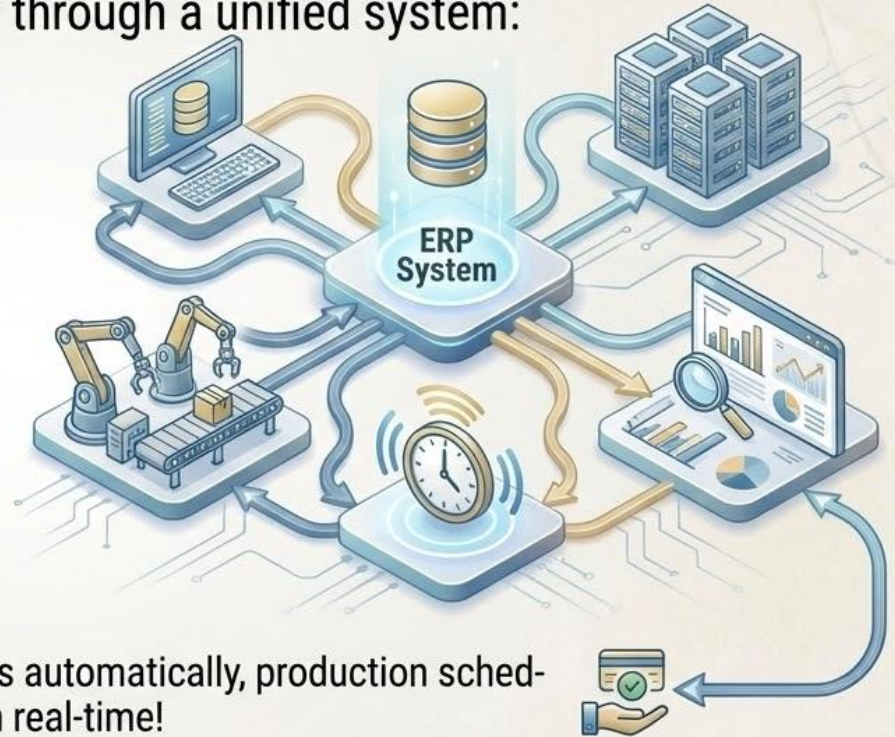 through a unified system:
ERP
System
s automatically, production sched-
real-time!